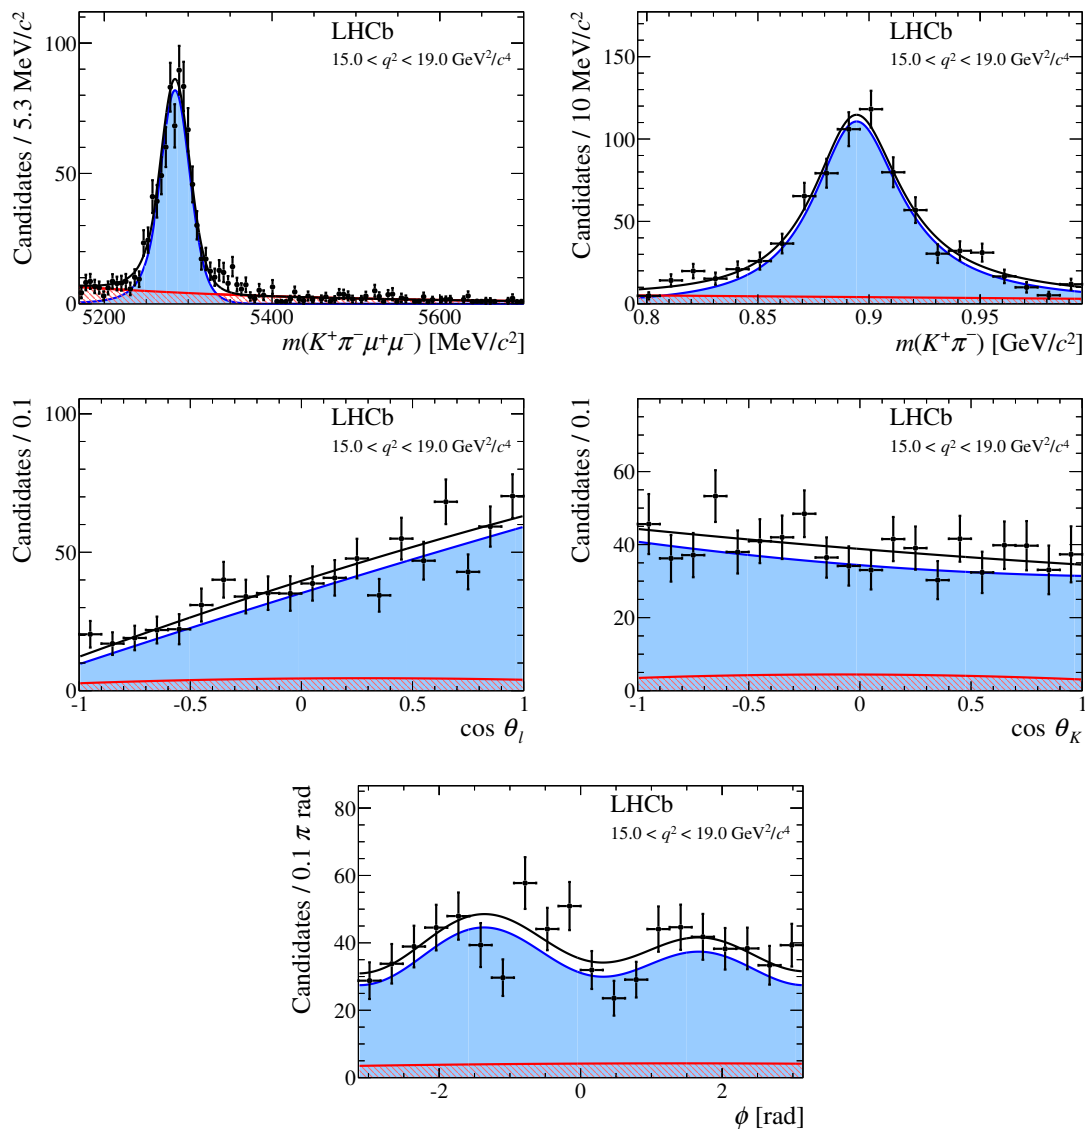 LHCb
15.0 < q² < 19.0 GeV²/c⁴
Candidates / 5.3 MeV/c²
100
50
0
5200 5400 5600
m(K⁺π⁻μ⁺μ⁻) [MeV/c²]
LHCb
15.0 < q² < 19.0 GeV²/c⁴
Candidates / 10 MeV/c²
150
100
50
0
0.8 0.85 0.9 0.95
m(K⁺π⁻) [GeV/c²]
LHCb
15.0 < q² < 19.0 GeV²/c⁴
Candidates / 0.1
100
50
0
-1 -0.5 0 0.5 1
cos θ_l
LHCb
15.0 < q² < 19.0 GeV²/c⁴
Candidates / 0.1
60
40
20
0
-1 -0.5 0 0.5 1
cos θ_K
LHCb
15.0 < q² < 19.0 GeV²/c⁴
Candidates / 0.1 π rad
80
60
40
20
0
-2 0 2
ϕ [rad]